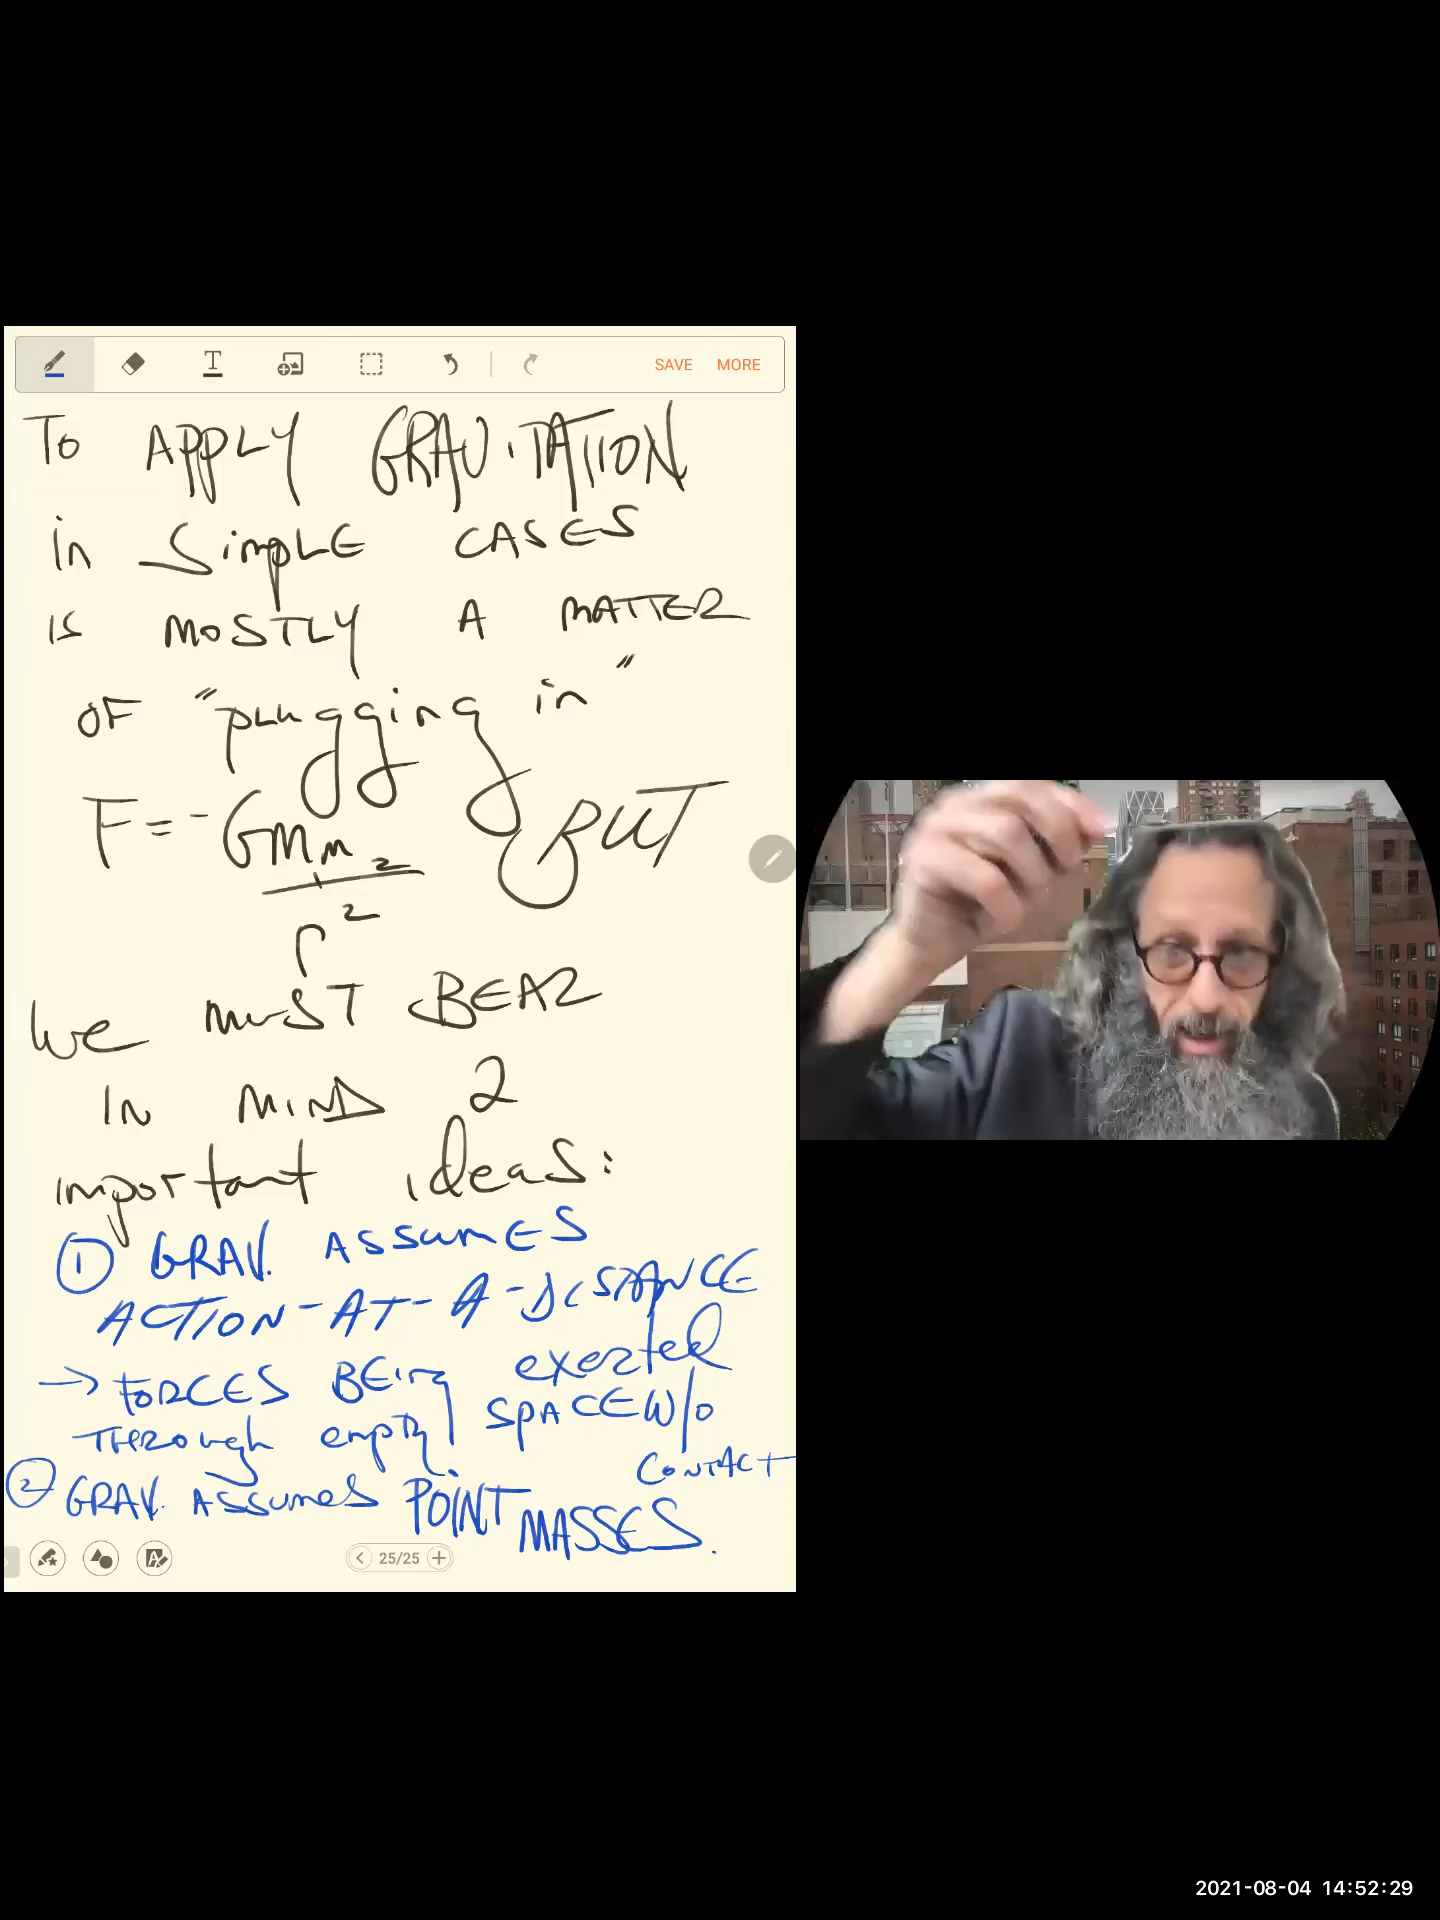 SAVE MORE
To APPLY GRAVITATION
in SimpLE CASES
is MOSTLY A MATTER
OF "plugging in"
F = -Gm₁m₂ BUT
r²
We muST BEAR
IN MIND 2
important ideas:
① GRAV. ASSumES
ACTION-AT-A-DISTANCE
→ FORCES BEing exerted
THROugh empty SPACE W/o
CONTACT
② GRAV. ASSumeS POINT
MASSES.
25/25
2021-08-04 14:52:29